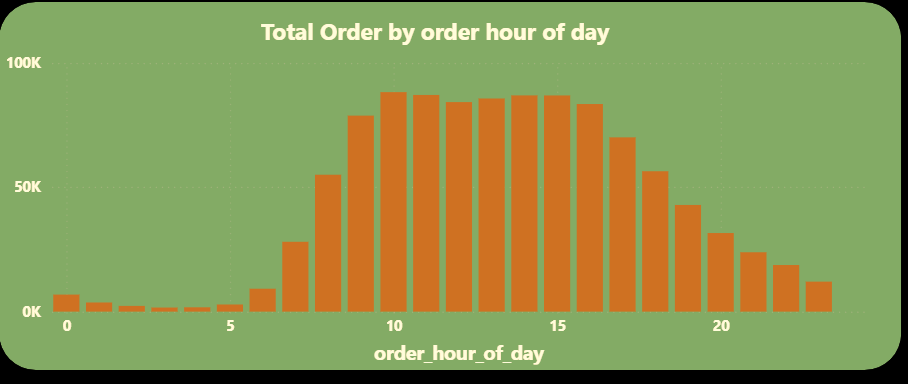 Total Order by order hour of day
100K
50K
0K
0 5 10 15 20
order_hour_of_day